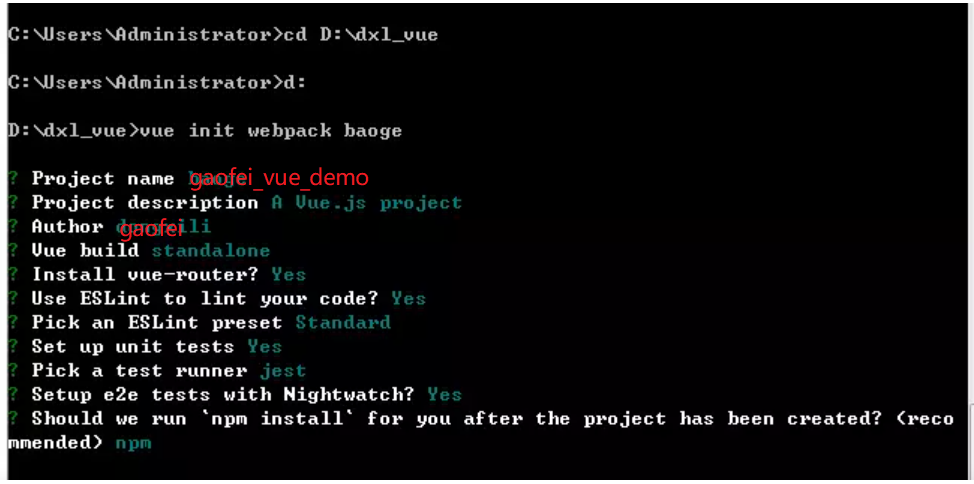 C:\Users\Administrator>cd D:\dxl_vue
C:\Users\Administrator>d:
D:\dxl_vue>vue init webpack baoge
? Project name gaofei_vue_demo
? Project description A Vue.js project
? Author gaofei
? Vue build standalone
? Install vue-router? Yes
? Use ESLint to lint your code? Yes
? Pick an ESLint preset Standard
? Set up unit tests Yes
? Pick a test runner jest
? Setup e2e tests with Nightwatch? Yes
? Should we run `npm install` for you after the project has been created? (reco
mmended) npm